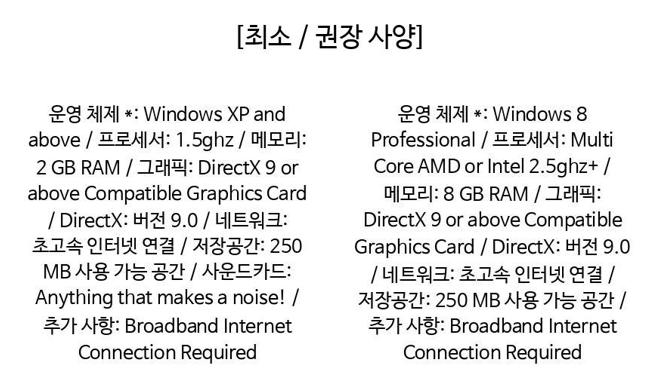 [최소 / 권장 사양]
운영 체제 *: Windows XP and
above / 프로세서: 1.5ghz / 메모리:
2 GB RAM / 그래픽: DirectX 9 or
above Compatible Graphics Card
/ DirectX: 버전 9.0 / 네트워크:
초고속 인터넷 연결 / 저장공간: 250
MB 사용 가능 공간 / 사운드카드:
Anything that makes a noise! /
추가 사항: Broadband Internet
Connection Required
운영 체제 *: Windows 8
Professional / 프로세서: Multi
Core AMD or Intel 2.5ghz+ /
메모리: 8 GB RAM / 그래픽:
DirectX 9 or above Compatible
Graphics Card / DirectX: 버전 9.0
/ 네트워크: 초고속 인터넷 연결 /
저장공간: 250 MB 사용 가능 공간 /
추가 사항: Broadband Internet
Connection Required